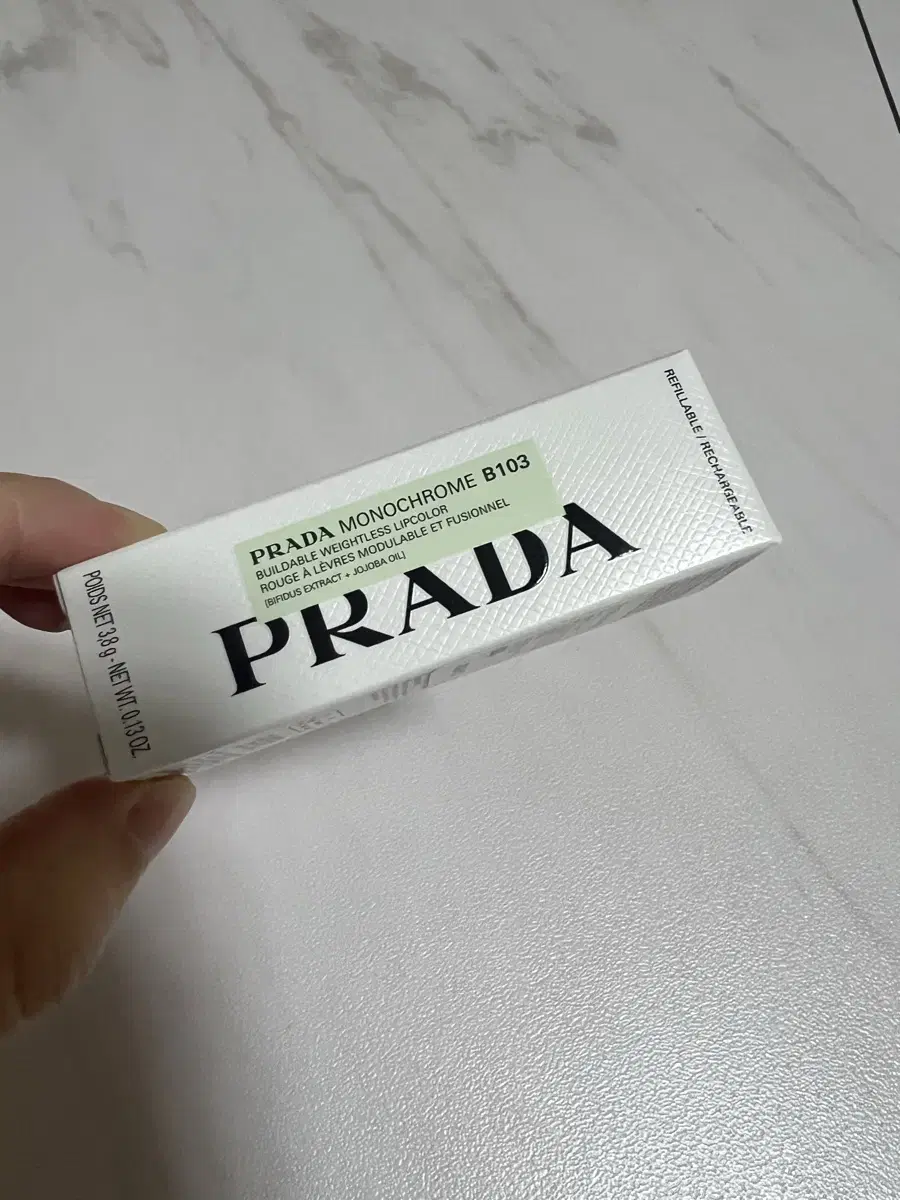 PRADA MONOCHROME B103
BUILDABLE WEIGHTLESS LIPCOLOR
ROUGE À LÈVRES MODULABLE ET FUSIONNEL
[BIFIDUS EXTRACT + JOJOBA OIL]
PRADA
REFILLABLE / RECHARGEABLE
POIDS NET 3,8 g - NET WT. 0.13 OZ.